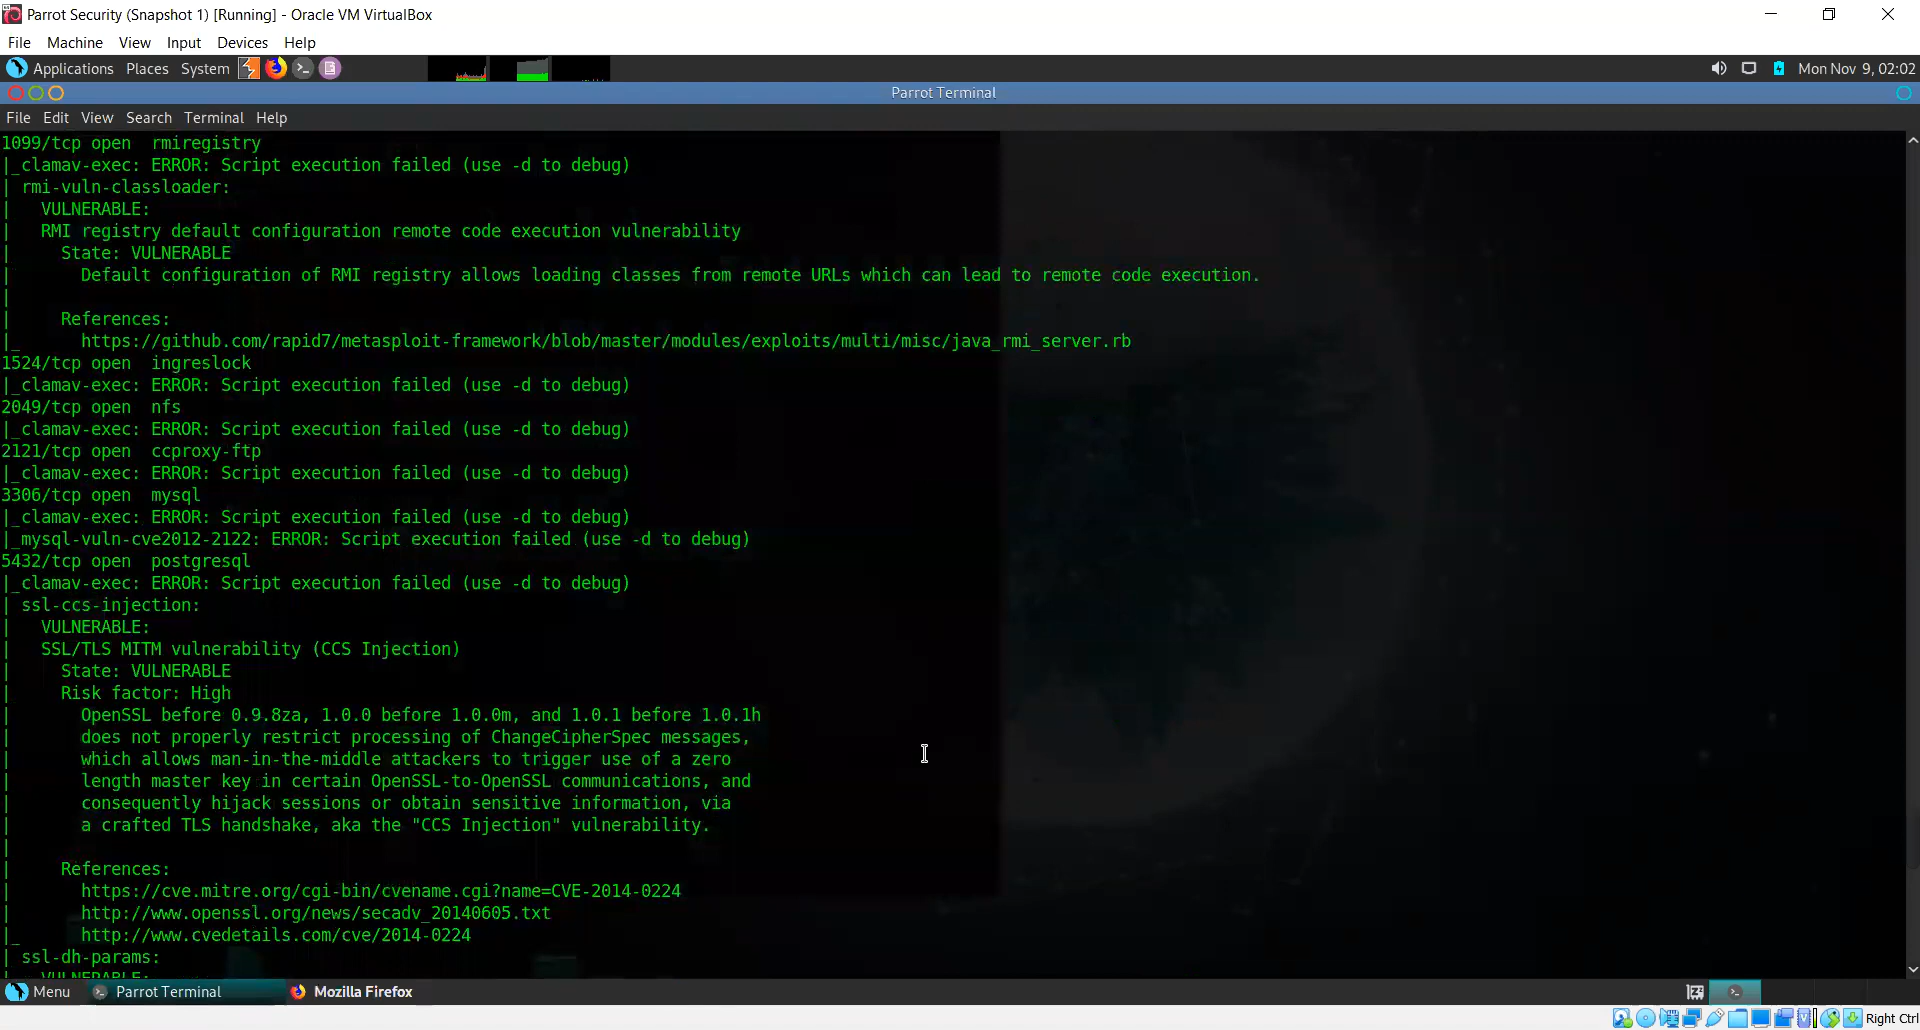 Parrot Security (Snapshot 1) [Running] - Oracle VM VirtualBox
File Machine View Input Devices Help
Applications Places System
Mon Nov 9, 02:02
Parrot Terminal
File Edit View Search Terminal Help
1099/tcp open  rmiregistry
|_clamav-exec: ERROR: Script execution failed (use -d to debug)
| rmi-vuln-classloader:
|   VULNERABLE:
|   RMI registry default configuration remote code execution vulnerability
|     State: VULNERABLE
|       Default configuration of RMI registry allows loading classes from remote URLs which can lead to remote code execution.
|
|     References:
|_      https://github.com/rapid7/metasploit-framework/blob/master/modules/exploits/multi/misc/java_rmi_server.rb
1524/tcp open  ingreslock
|_clamav-exec: ERROR: Script execution failed (use -d to debug)
2049/tcp open  nfs
|_clamav-exec: ERROR: Script execution failed (use -d to debug)
2121/tcp open  ccproxy-ftp
|_clamav-exec: ERROR: Script execution failed (use -d to debug)
3306/tcp open  mysql
|_clamav-exec: ERROR: Script execution failed (use -d to debug)
|_mysql-vuln-cve2012-2122: ERROR: Script execution failed (use -d to debug)
5432/tcp open  postgresql
|_clamav-exec: ERROR: Script execution failed (use -d to debug)
| ssl-ccs-injection:
|   VULNERABLE:
|   SSL/TLS MITM vulnerability (CCS Injection)
|     State: VULNERABLE
|     Risk factor: High
|       OpenSSL before 0.9.8za, 1.0.0 before 1.0.0m, and 1.0.1 before 1.0.1h
|       does not properly restrict processing of ChangeCipherSpec messages,
|       which allows man-in-the-middle attackers to trigger use of a zero
|       length master key in certain OpenSSL-to-OpenSSL communications, and
|       consequently hijack sessions or obtain sensitive information, via
|       a crafted TLS handshake, aka the "CCS Injection" vulnerability.
|
|     References:
|       https://cve.mitre.org/cgi-bin/cvename.cgi?name=CVE-2014-0224
|       http://www.openssl.org/news/secadv_20140605.txt
|_      http://www.cvedetails.com/cve/2014-0224
| ssl-dh-params:
|   VULNERABLE:
Menu Parrot Terminal Mozilla Firefox
Right Ctrl